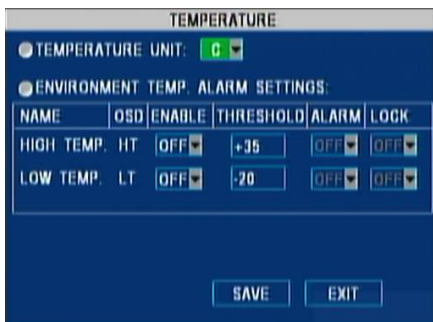 TEMPERATURE
TEMPERATURE UNIT: C
ENVIRONMENT TEMP. ALARM SETTINGS:
NAME OSD ENABLE THRESHOLD ALARM LOCK
HIGH TEMP. HT OFF +35 OFF OFF
LOW TEMP. LT OFF -20 OFF OFF
SAVE EXIT